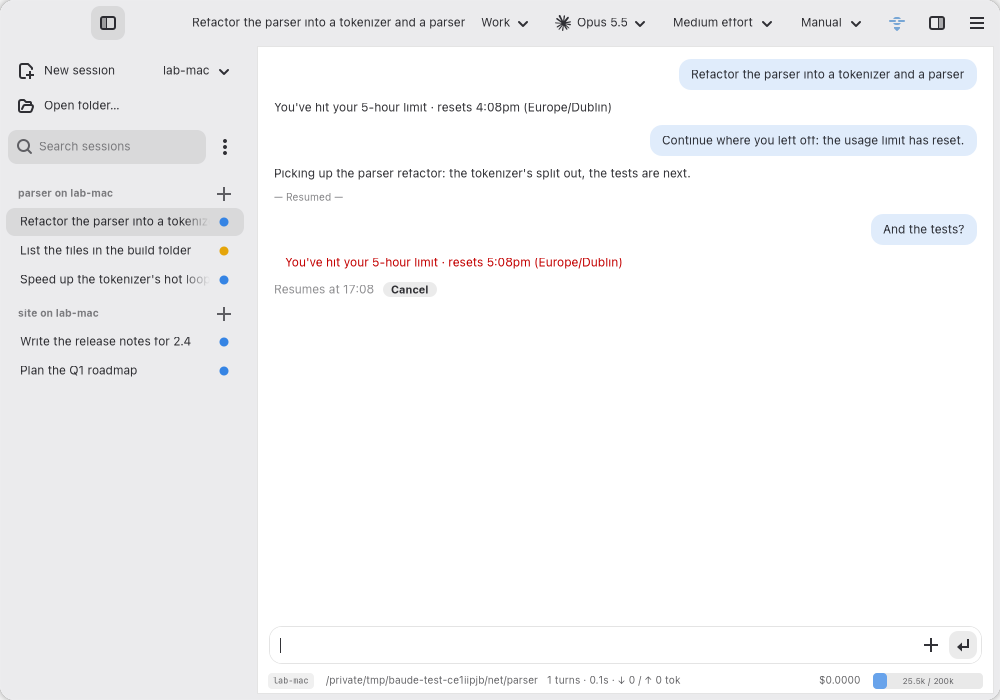 Refactor the parser into a tokenizer and a parser
Work
Opus 5.5
Medium effort
Manual
New session
lab-mac
Open folder...
Search sessions
parser on lab-mac
Refactor the parser into a tokeniz
List the files in the build folder
Speed up the tokenizer's hot loop
site on lab-mac
Write the release notes for 2.4
Plan the Q1 roadmap
Refactor the parser into a tokenizer and a parser
You've hit your 5-hour limit · resets 4:08pm (Europe/Dublin)
Continue where you left off: the usage limit has reset.
Picking up the parser refactor: the tokenizer's split out, the tests are next.
— Resumed —
And the tests?
You've hit your 5-hour limit · resets 5:08pm (Europe/Dublin)
Resumes at 17:08 Cancel
lab-mac /private/tmp/baude-test-ce1iipjb/net/parser 1 turns · 0.1s · ↓ 0 / ↑ 0 tok $0.0000 25.5k / 200k